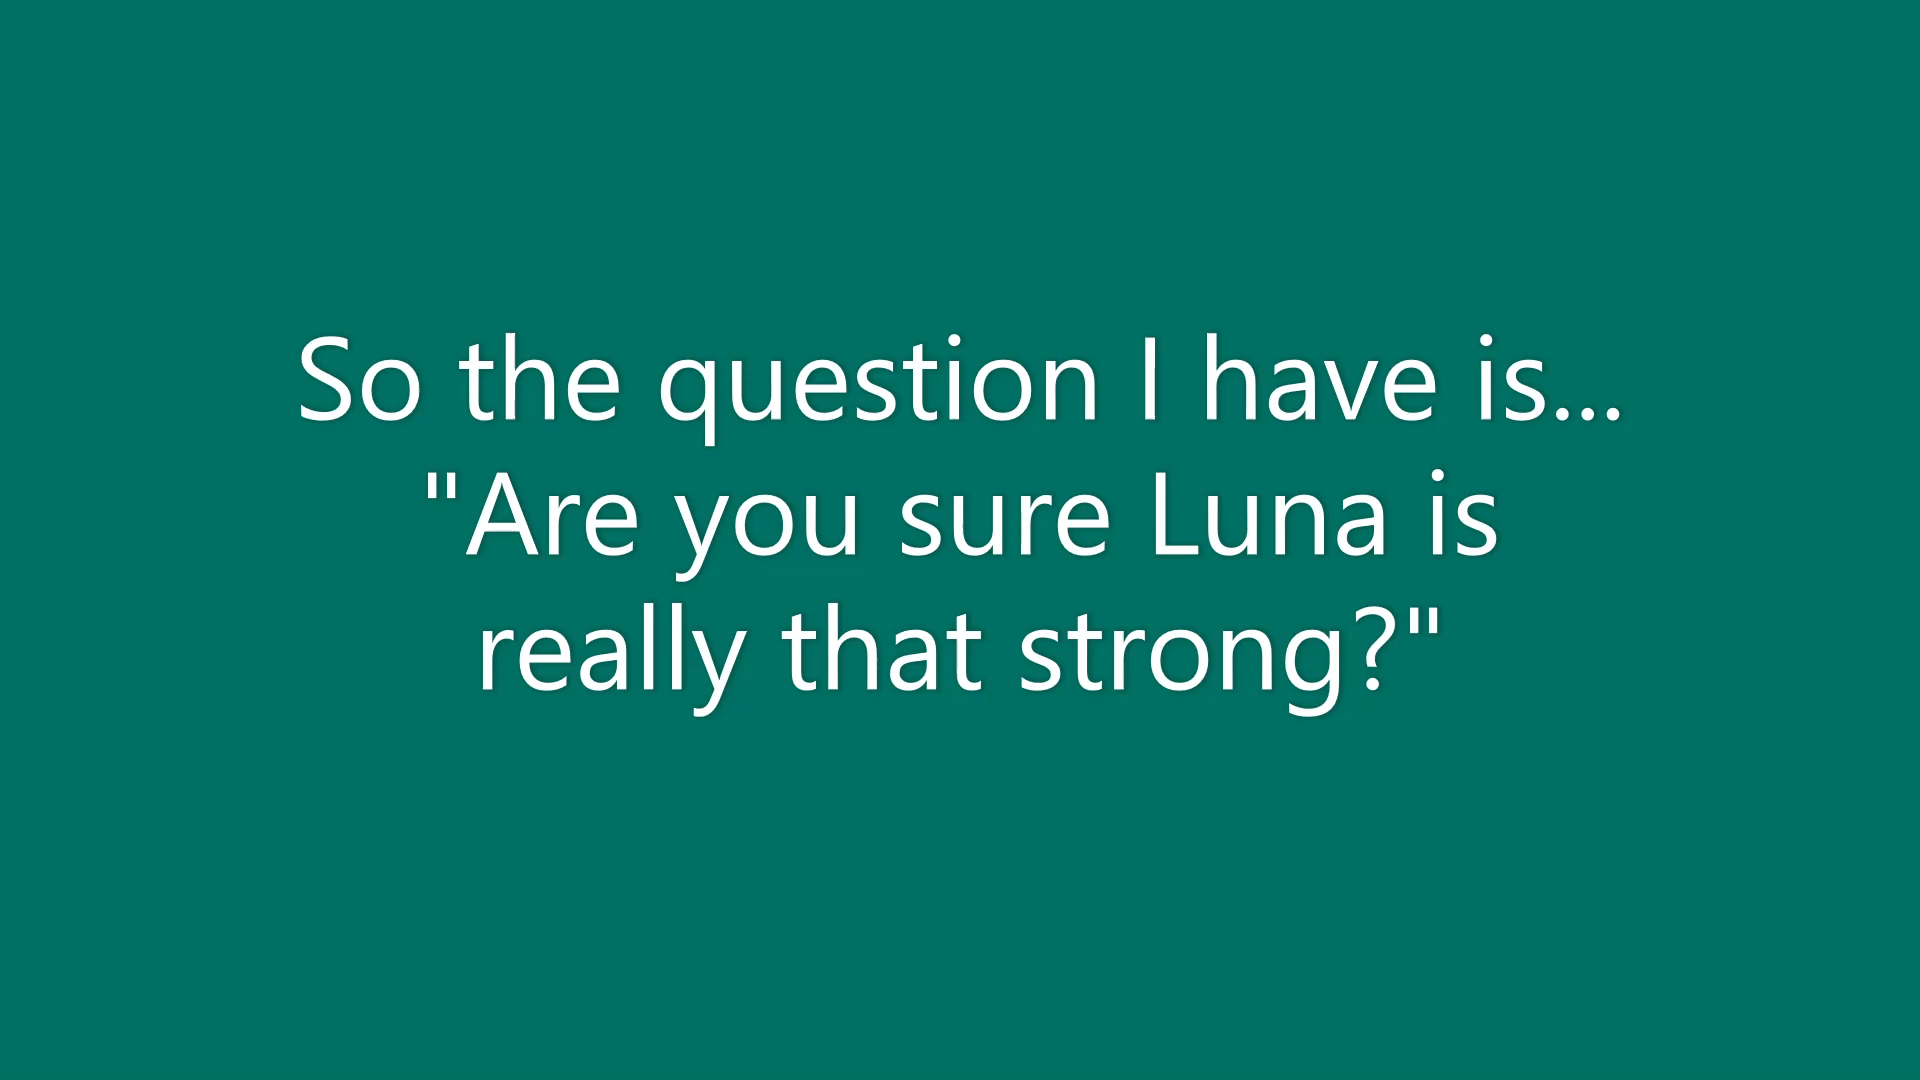 So the question I have is...
"Are you sure Luna is
really that strong?"